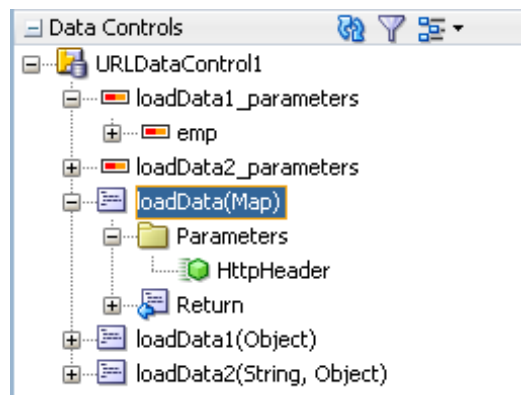 Data Controls
URLDataControl1
loadData1_parameters
emp
loadData2_parameters
loadData(Map)
Parameters
HttpHeader
Return
loadData1(Object)
loadData2(String, Object)